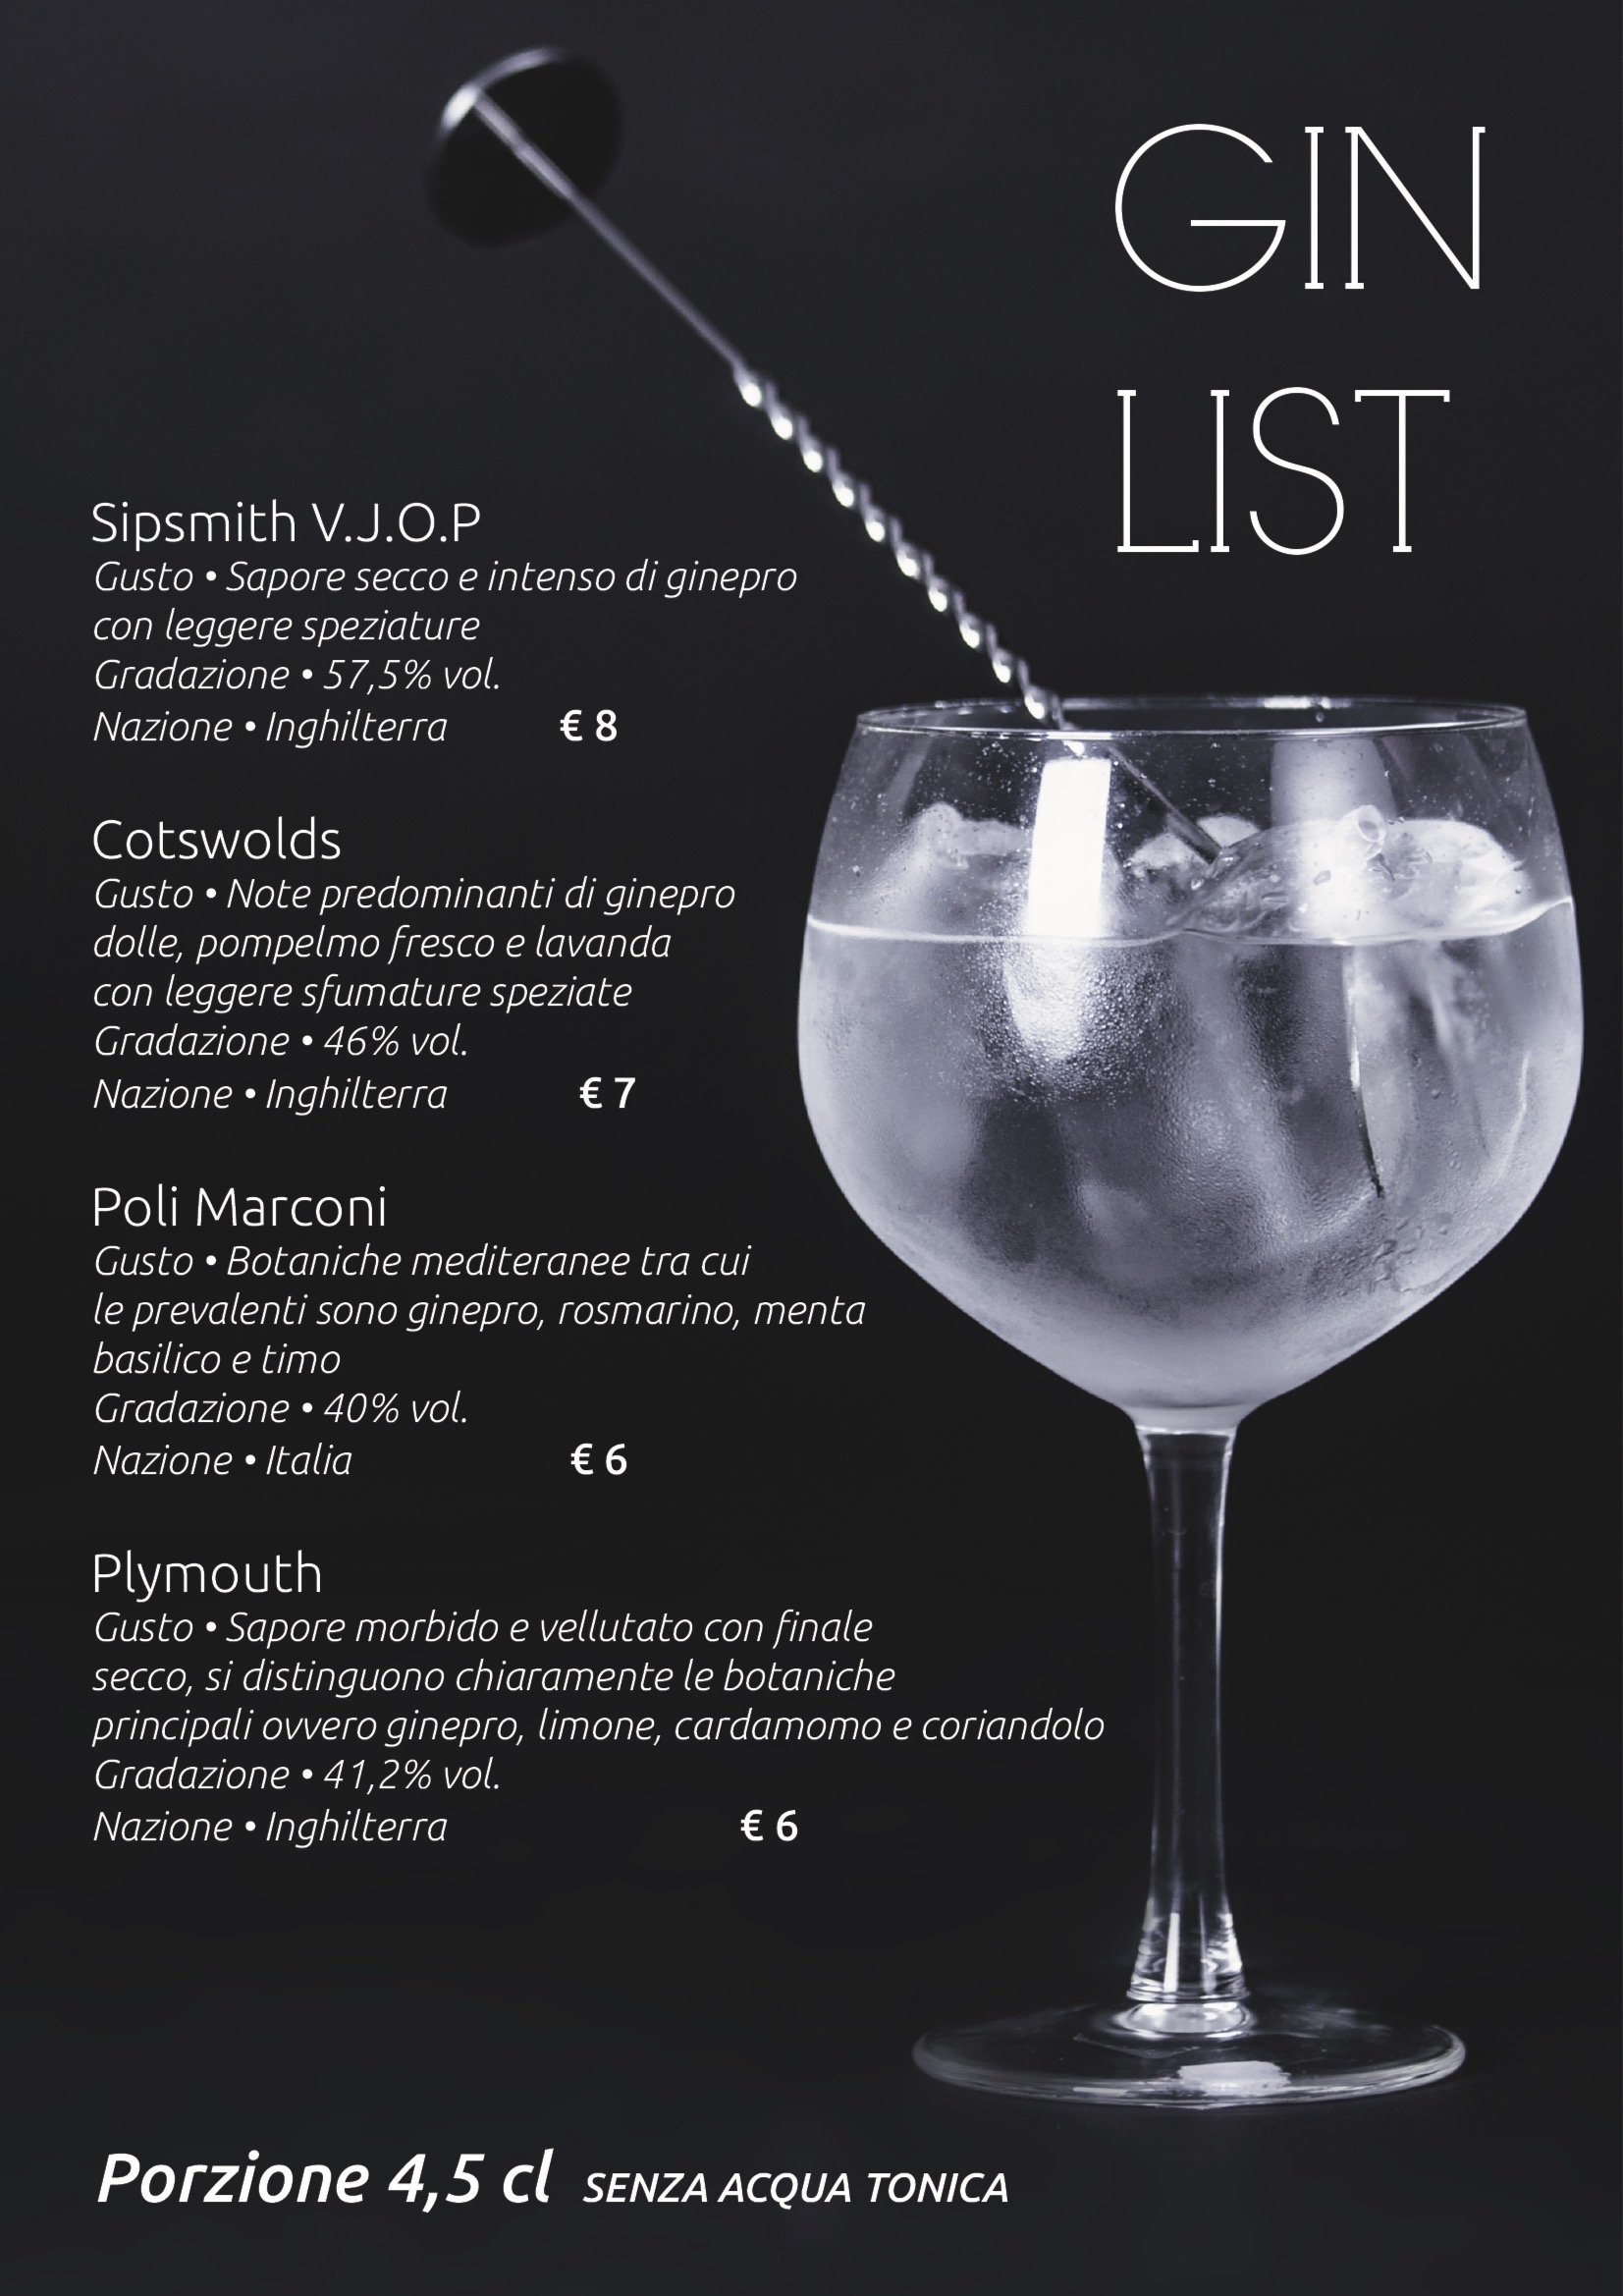 GIN
LIST
Sipsmith V.J.O.P
Gusto • Sapore secco e intenso di ginepro
con leggere speziature
Gradazione • 57,5% vol.
Nazione • Inghilterra € 8
Cotswolds
Gusto • Note predominanti di ginepro
dolle, pompelmo fresco e lavanda
con leggere sfumature speziate
Gradazione • 46% vol.
Nazione • Inghilterra € 7
Poli Marconi
Gusto • Botaniche mediteranee tra cui
le prevalenti sono ginepro, rosmarino, menta
basilico e timo
Gradazione • 40% vol.
Nazione • Italia € 6
Plymouth
Gusto • Sapore morbido e vellutato con finale
secco, si distinguono chiaramente le botaniche
principali ovvero ginepro, limone, cardamomo e coriandolo
Gradazione • 41,2% vol.
Nazione • Inghilterra € 6
Porzione 4,5 cl SENZA ACQUA TONICA